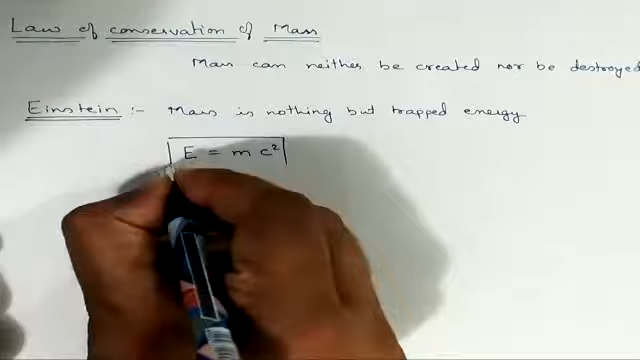 Law of conservation of Mass
Mass can neither be created nor be destroyed
Einstein :- Mass is nothing but trapped energy
E = mc²